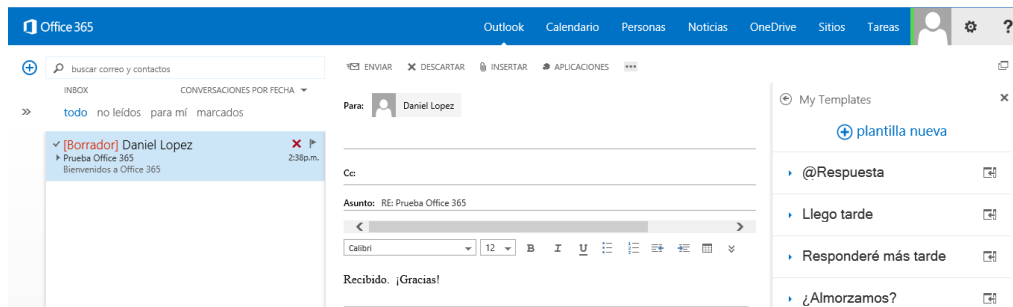 Office 365 Outlook Calendario Personas Noticias OneDrive Sitios Tareas ?
buscar correo y contactos
INBOX CONVERSACIONES POR FECHA
todo no leídos para mí marcados
[Borrador] Daniel Lopez
Prueba Office 365 2:38p.m.
Bienvenidos a Office 365
ENVIAR DESCARTAR INSERTAR APLICACIONES •••
Para: Daniel Lopez
Cc:
Asunto: RE: Prueba Office 365
Calibri 12 B I U
Recibido. ¡Gracias!
My Templates
plantilla nueva
@Respuesta
Llego tarde
Responderé más tarde
¿Almorzamos?